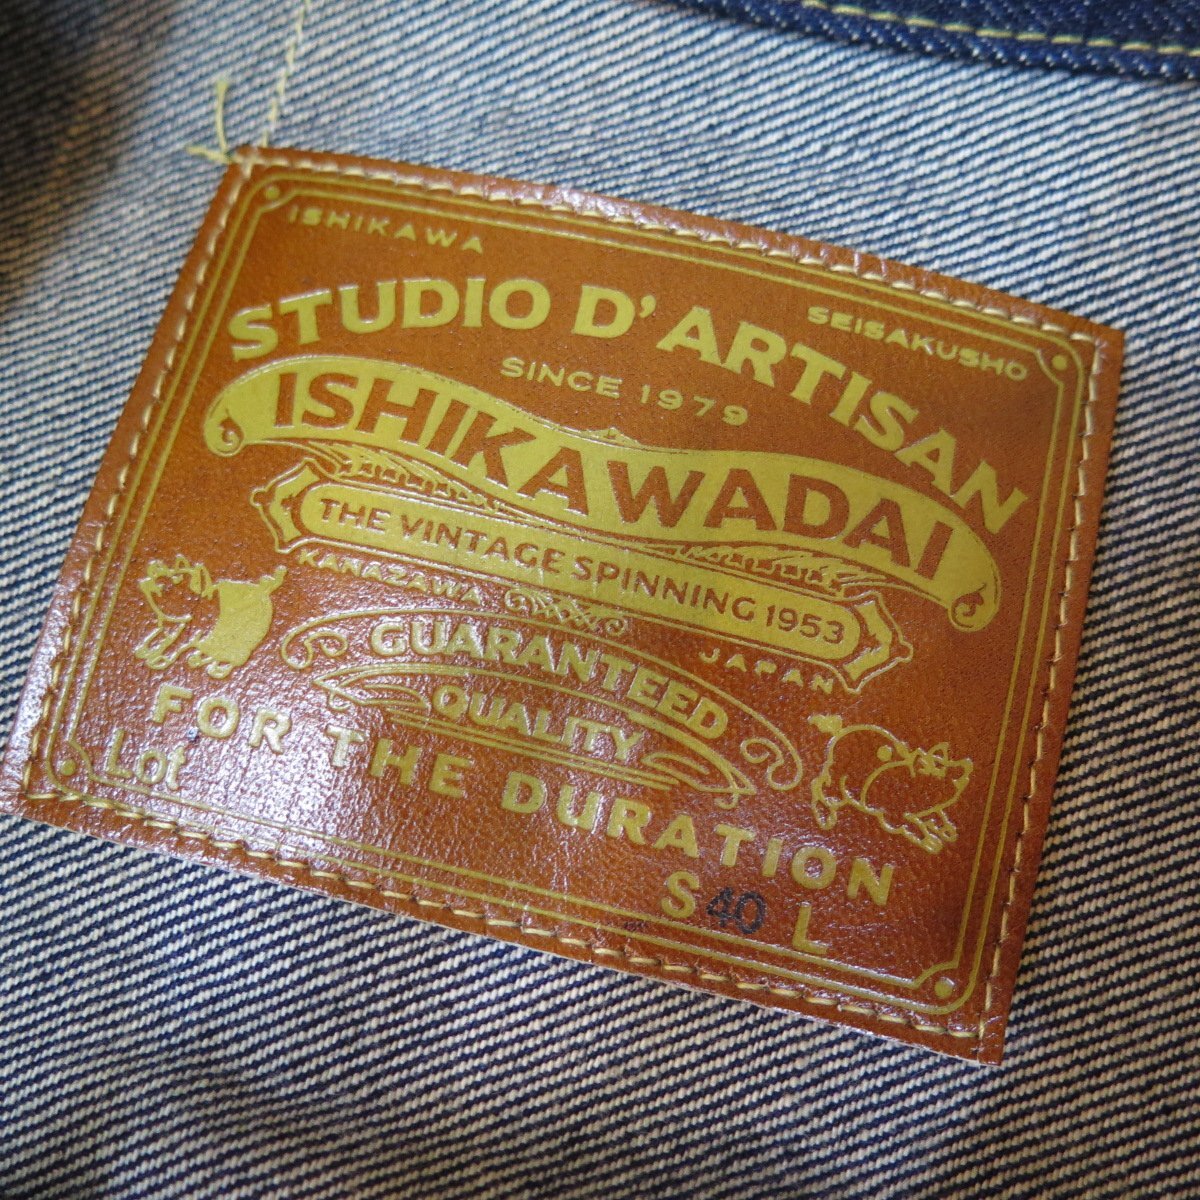 ISHIKAWA
SEISAKUSHO
STUDIO D'ARTISAN
SINCE 1979
ISHIKAWADAI
THE VINTAGE SPINNING 1953
KANAZAWA
JAPAN
GUARANTEED
QUALITY
FOR THE DURATION
Lot
S 40 L